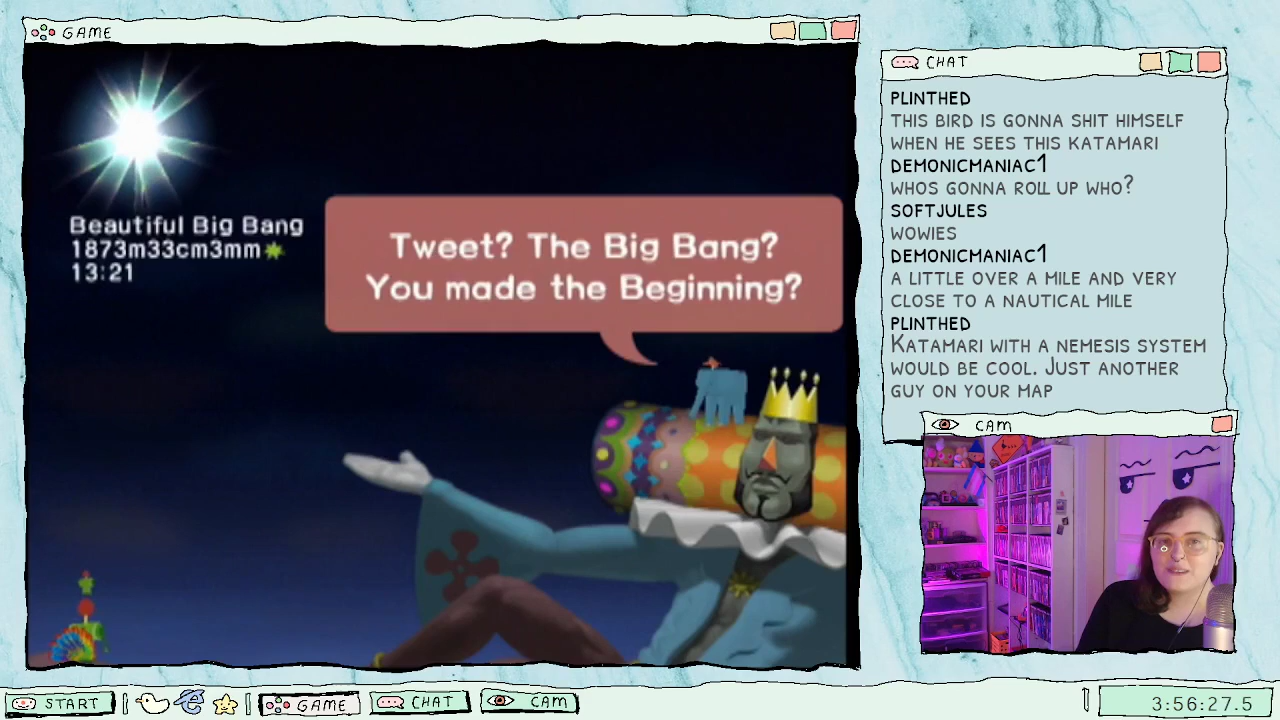 GAME
Beautiful Big Bang
1873m33cm3mm
13:21
Tweet? The Big Bang?
You made the Beginning?
CHAT
PLINTHED
THIS BIRD IS GONNA SHIT HIMSELF
WHEN HE SEES THIS KATAMARI
DEMONICMANIAC1
WHOS GONNA ROLL UP WHO?
SOFTJULES
WOWIES
DEMONICMANIAC1
A LITTLE OVER A MILE AND VERY
CLOSE TO A NAUTICAL MILE
PLINTHED
KATAMARI WITH A NEMESIS SYSTEM
WOULD BE COOL. JUST ANOTHER
GUY ON YOUR MAP
CAM
START
GAME
CHAT
CAM
3:56:27.5